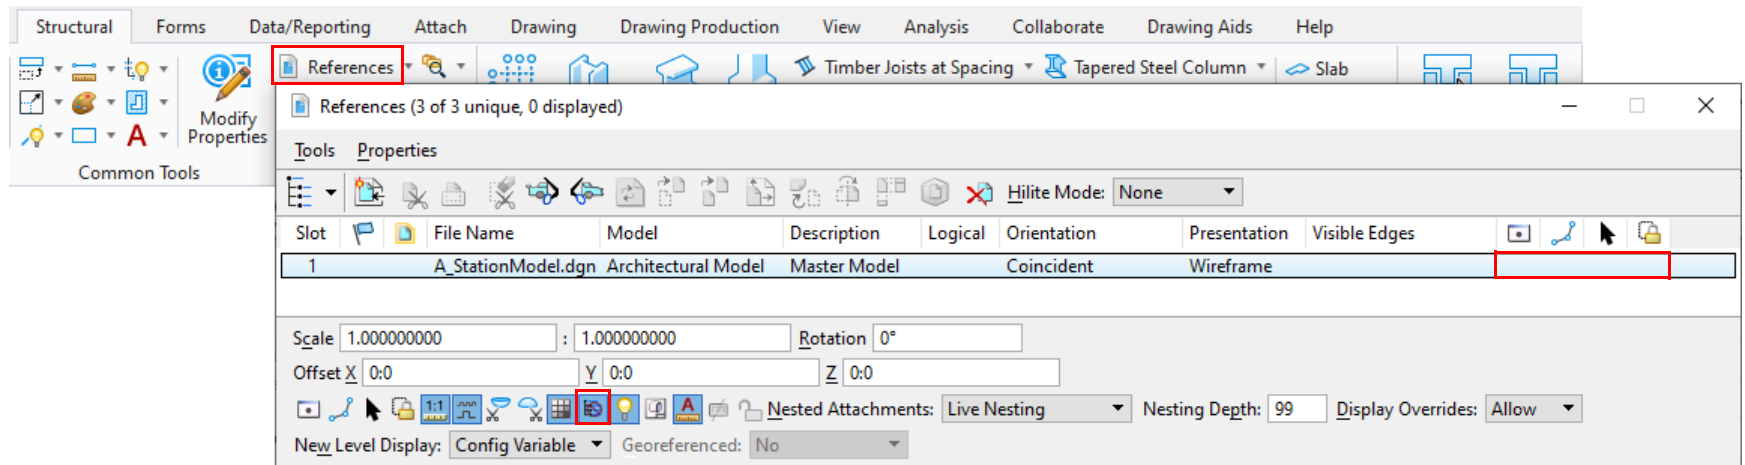 Structural Forms Data/Reporting Attach Drawing Drawing Production View Analysis Collaborate Drawing Aids Help
References Timber Joists at Spacing Tapered Steel Column Slab
Modify
Properties
Common Tools
References (3 of 3 unique, 0 displayed)
Tools Properties
Hilite Mode: None
Slot File Name Model Description Logical Orientation Presentation Visible Edges
1 A_StationModel.dgn Architectural Model Master Model Coincident Wireframe
Scale 1.000000000 : 1.000000000 Rotation 0°
Offset X 0:0 Y 0:0 Z 0:0
1:1 A Nested Attachments: Live Nesting Nesting Depth: 99 Display Overrides: Allow
New Level Display: Config Variable Georeferenced: No